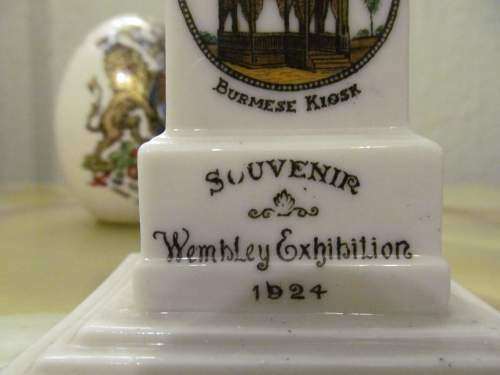 BURMESE KIOSK
SOUVENIR
Wembley Exhibition
1924